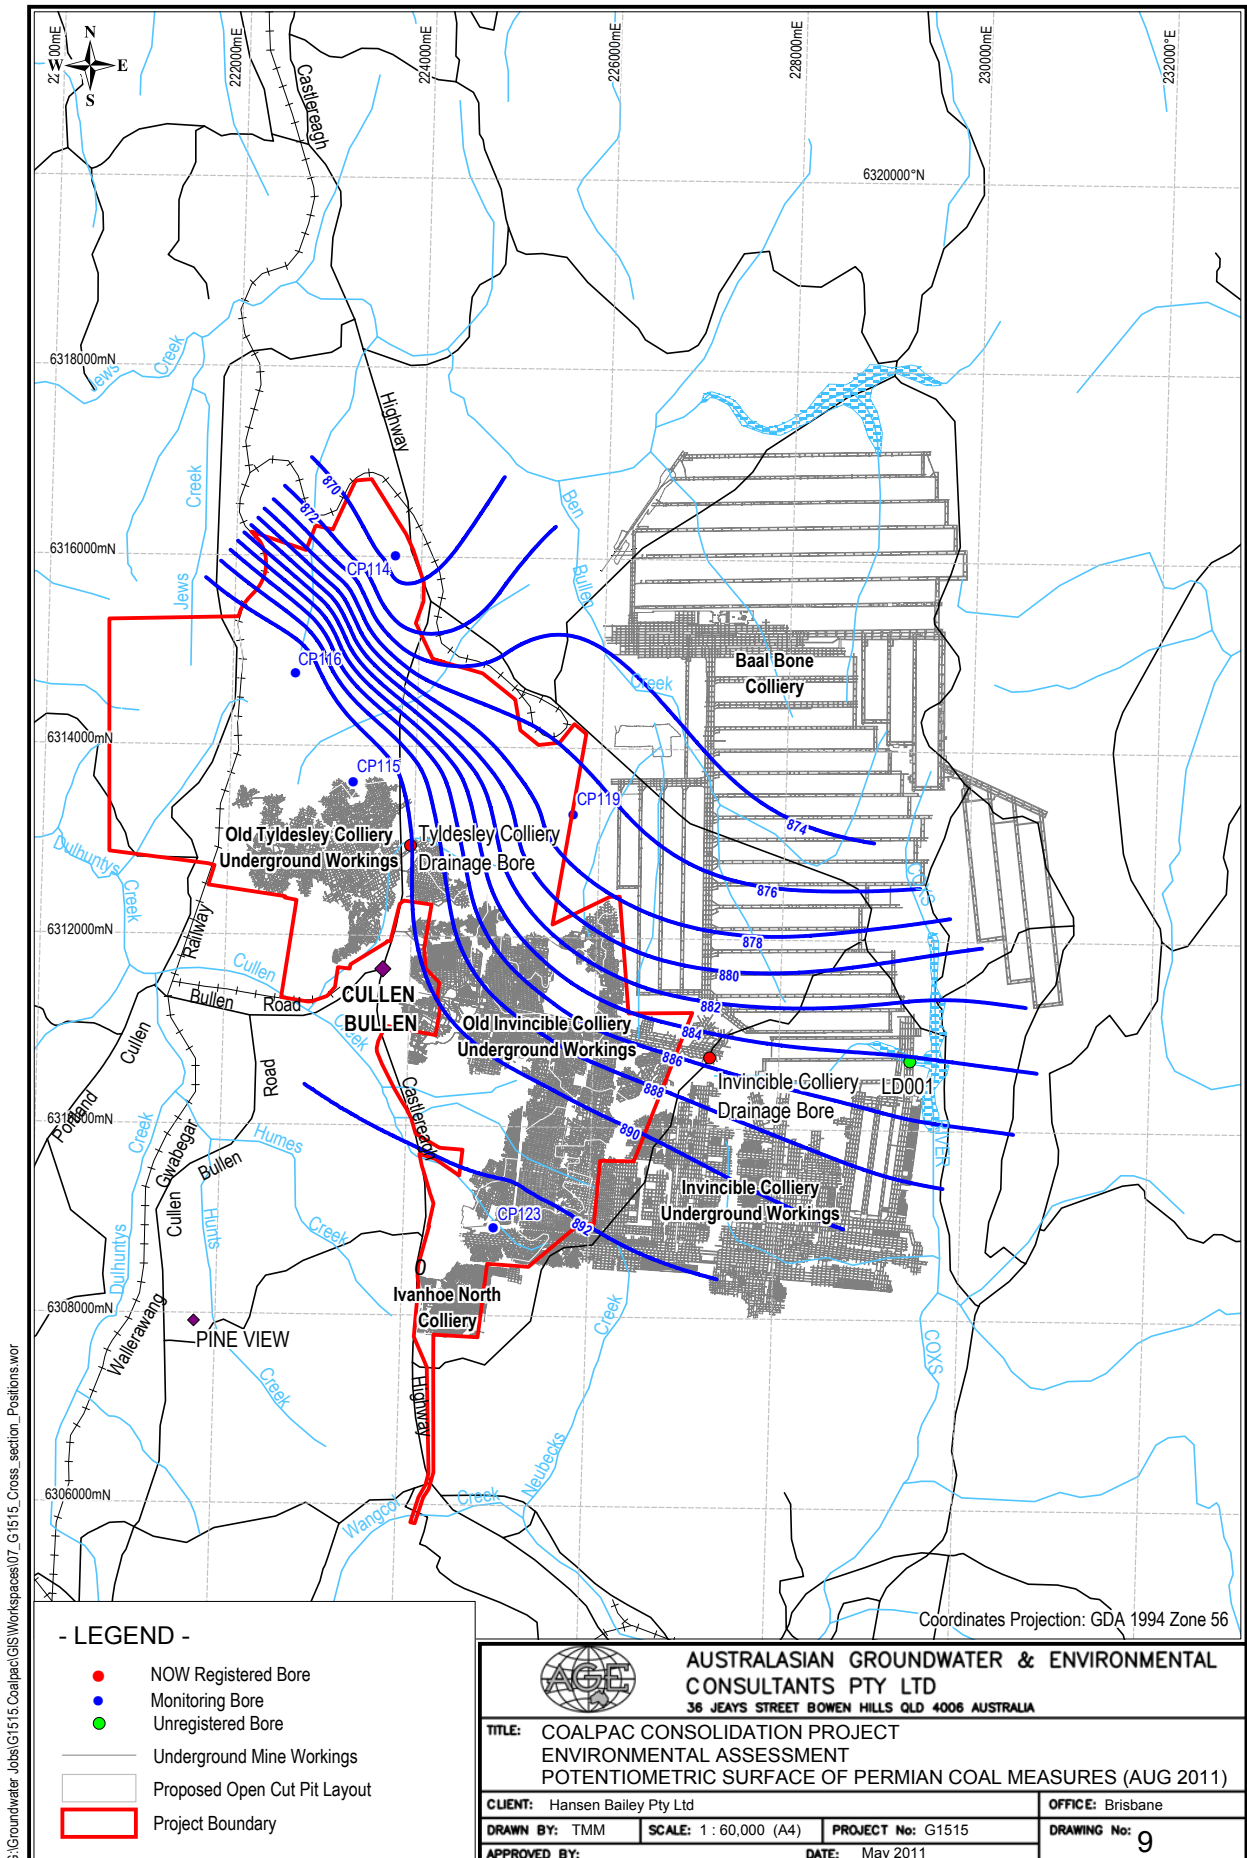 N
W E
S
222000mE
224000mE
226000mE
228000mE
230000mE
232000°E
Castlereagh
6320000°N
6318000mN
Jews
Creek
Highway
870
872
Creek
Jews
6316000mN
CP114
Ben
Bullen
Creek
CP116
Baal Bone
Colliery
6314000mN
CP115
CP119
874
Old Tyldesley Colliery
Underground Workings
Tyldesley Colliery
Drainage Bore
Dulhuntys
Creek
876
COXS
6312000mN
Railway
878
Cullen
880
Bullen Road
CULLEN
BULLEN
Creek
882
Old Invincible Colliery
Underground Workings
884
886
Cullen
Road
Castlereagh
888
Invincible Colliery
Drainage Bore
LD001
Portland
Creek
890
RIVER
Gwabegar
Humes
Bullen
Cullen
Hunts
Creek
Invincible Colliery
Underground Workings
CP123
892
Dulhuntys
Ivanhoe North
Colliery
6308000mN
Wallerawang
PINE VIEW
Creek
Creek
COXS
Highway
Neubecks
6306000mN
Wangcol
Creek
Coordinates Projection: GDA 1994 Zone 56
G:\Groundwater Jobs\G1515.Coalpac\GIS\Workspaces\07_G1515_Cross_section_Positions.wor
- LEGEND -
NOW Registered Bore
Monitoring Bore
Unregistered Bore
Underground Mine Workings
Proposed Open Cut Pit Layout
Project Boundary
AGE
AUSTRALASIAN GROUNDWATER & ENVIRONMENTAL
CONSULTANTS PTY LTD
36 JEAYS STREET BOWEN HILLS QLD 4006 AUSTRALIA
TITLE: COALPAC CONSOLIDATION PROJECT
ENVIRONMENTAL ASSESSMENT
POTENTIOMETRIC SURFACE OF PERMIAN COAL MEASURES (AUG 2011)
CLIENT: Hansen Bailey Pty Ltd
OFFICE: Brisbane
DRAWN BY: TMM
SCALE: 1 : 60,000 (A4)
PROJECT No: G1515
DRAWING No: 9
APPROVED BY:
DATE: May 2011